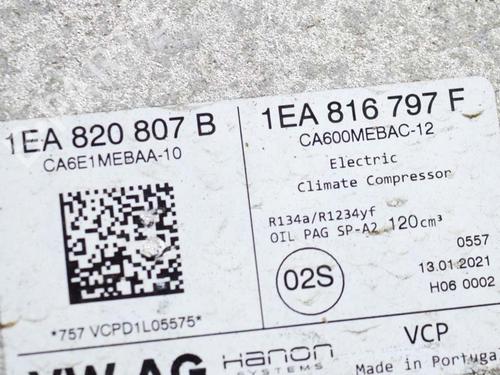 1EA 820 807 B
CA6E1MEBAA-10
*757 VCPD1L05575*
1EA 816 797 F
CA600MEBAC-12
Electric
Climate Compressor
R134a/R1234yf
OIL PAG SP-A2 120cm³
02S
0557
13.01.2021
H06 0002
VW AG
Hanon
SYSTEMS
VCP
Made in Portugal